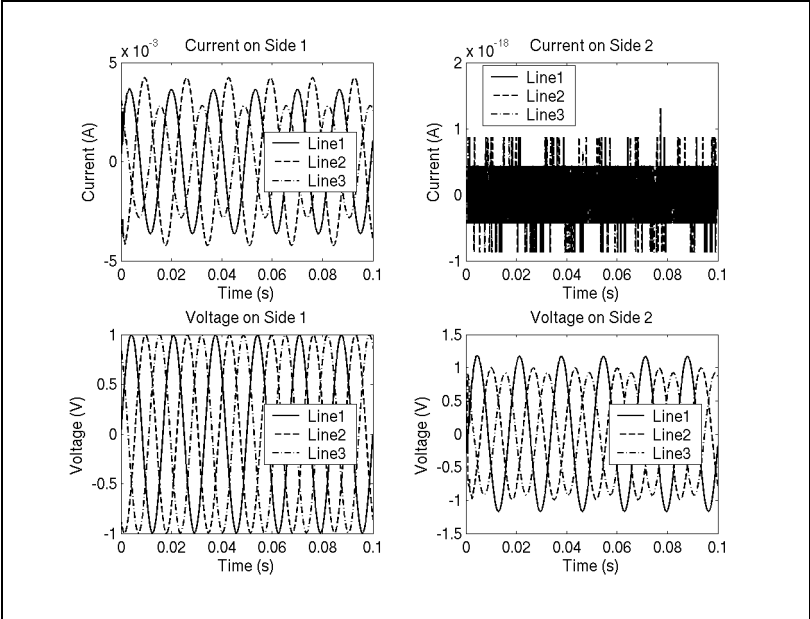 x 10-3
Current on Side 1
5
0
-5
Current (A)
Line1
Line2
Line3
0 0.02 0.04 0.06 0.08 0.1
Time (s)
x 10-18
Current on Side 2
2
1
0
-1
Current (A)
Line1
Line2
Line3
0 0.02 0.04 0.06 0.08 0.1
Time (s)
Voltage on Side 1
1
0.5
0
-0.5
-1
Voltage (V)
Line1
Line2
Line3
0 0.02 0.04 0.06 0.08 0.1
Time (s)
Voltage on Side 2
1.5
1
0.5
0
-0.5
-1
-1.5
Voltage (V)
Line1
Line2
Line3
0 0.02 0.04 0.06 0.08 0.1
Time (s)